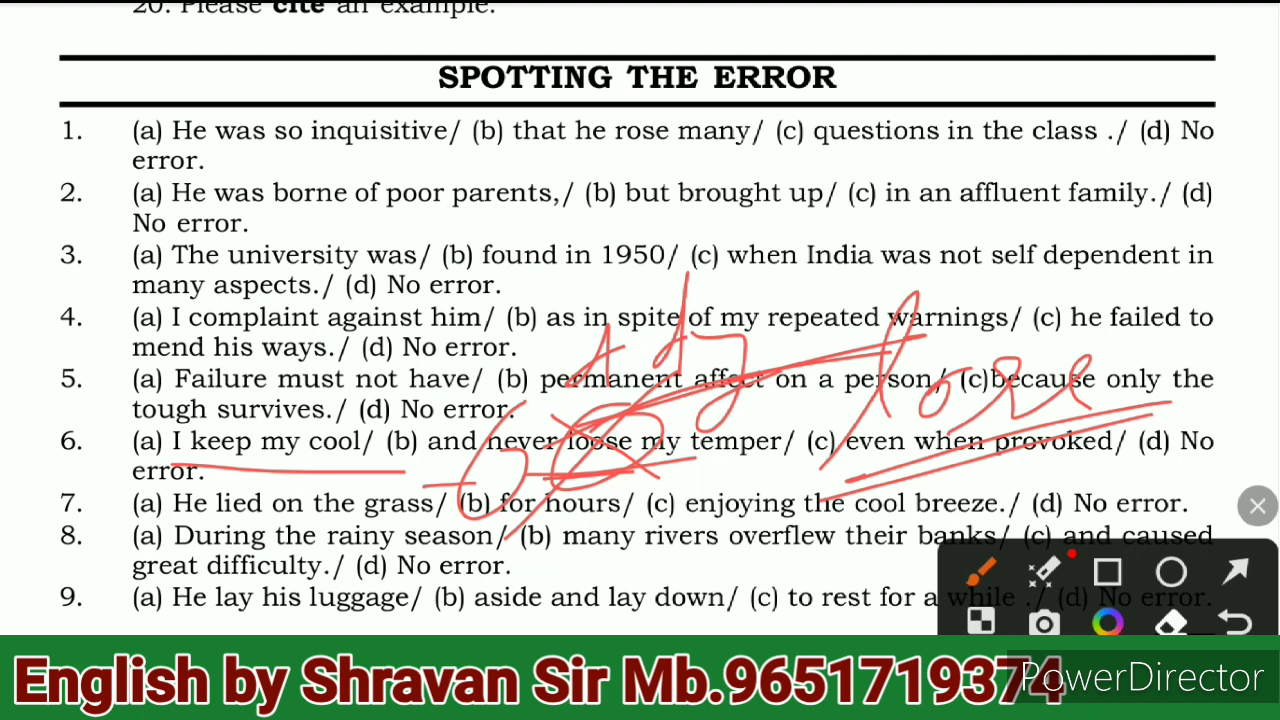 20. Please cite an example.
SPOTTING THE ERROR
1. (a) He was so inquisitive/ (b) that he rose many/ (c) questions in the class ./ (d) No
error.
2. (a) He was borne of poor parents,/ (b) but brought up/ (c) in an affluent family./ (d)
No error.
3. (a) The university was/ (b) found in 1950/ (c) when India was not self dependent in
many aspects./ (d) No error.
4. (a) I complaint against him/ (b) as in spite of my repeated warnings/ (c) he failed to
mend his ways./ (d) No error.
5. (a) Failure must not have/ (b) permanent affect on a person,/ (c)because only the
tough survives./ (d) No error.
6. (a) I keep my cool/ (b) and never loose my temper/ (c) even when provoked/ (d) No
error.
lose
7. (a) He lied on the grass/ (b) for hours/ (c) enjoying the cool breeze./ (d) No error.
8. (a) During the rainy season/ (b) many rivers overflew their banks/ (c) and caused
great difficulty./ (d) No error.
9. (a) He lay his luggage/ (b) aside and lay down/ (c) to rest for a while ./ (d) No error.
English by Shravan Sir Mb.9651719374
PowerDirector